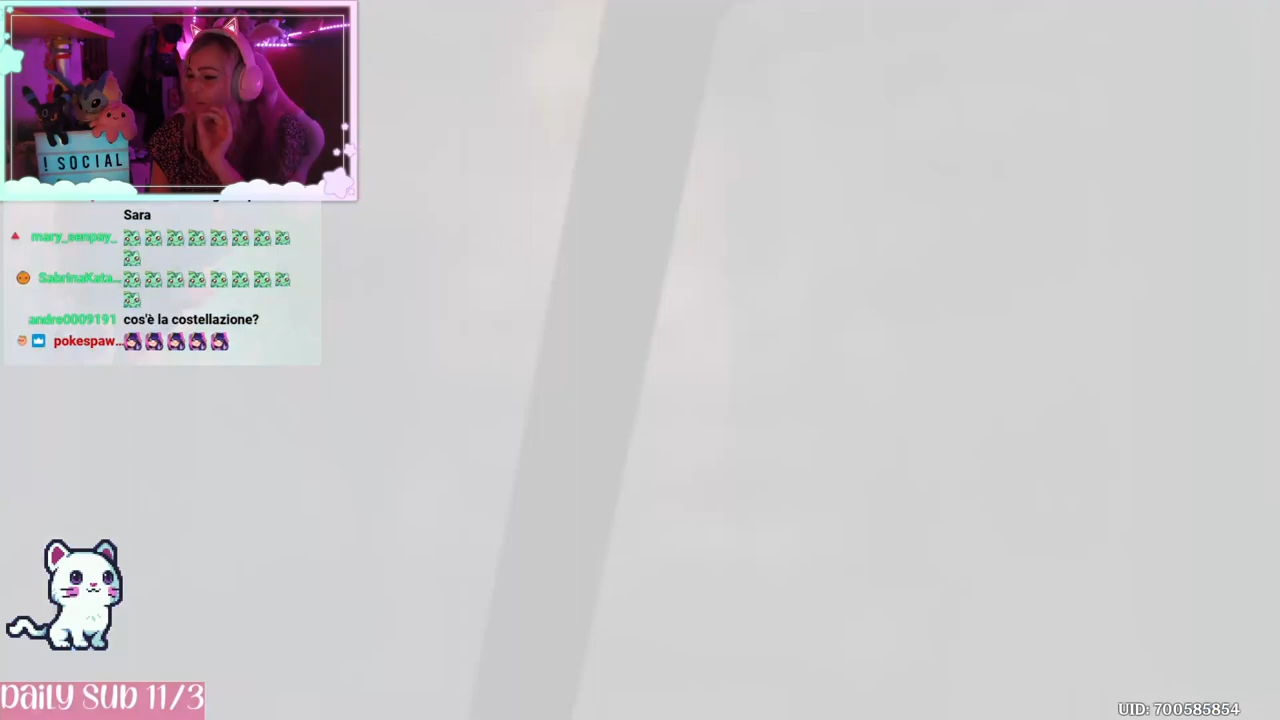 ! SOCIAL
Sara
mary_senpay_
SabrinaKata...
andre0009191 cos'è la costellazione?
pokespaw...
Daily Sub 11/3
UID: 700585854